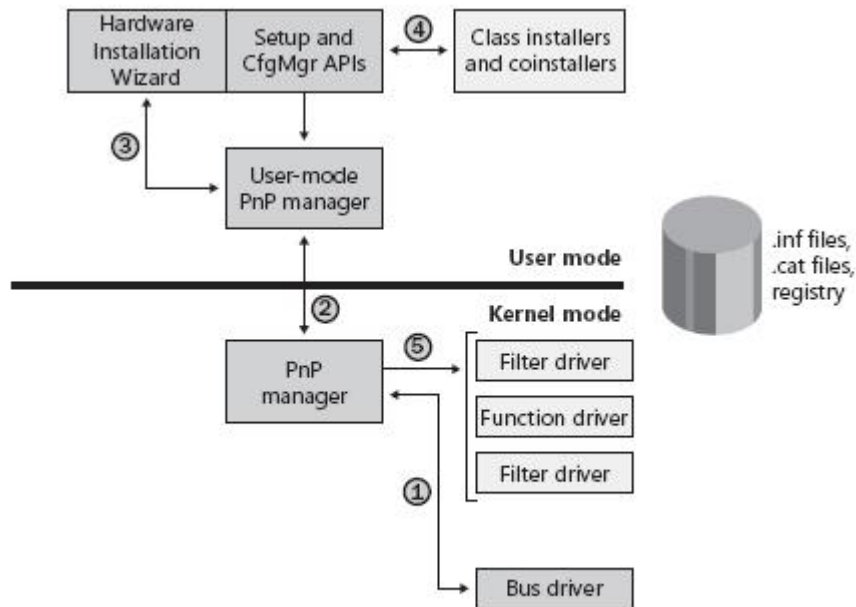 Hardware
Installation
Wizard
Setup and
CfgMgr APIs
4
Class installers
and coinstallers
3
User-mode
PnP manager
User mode
.inf files,
.cat files,
registry
2
Kernel mode
PnP
manager
5
Filter driver
Function driver
Filter driver
1
Bus driver